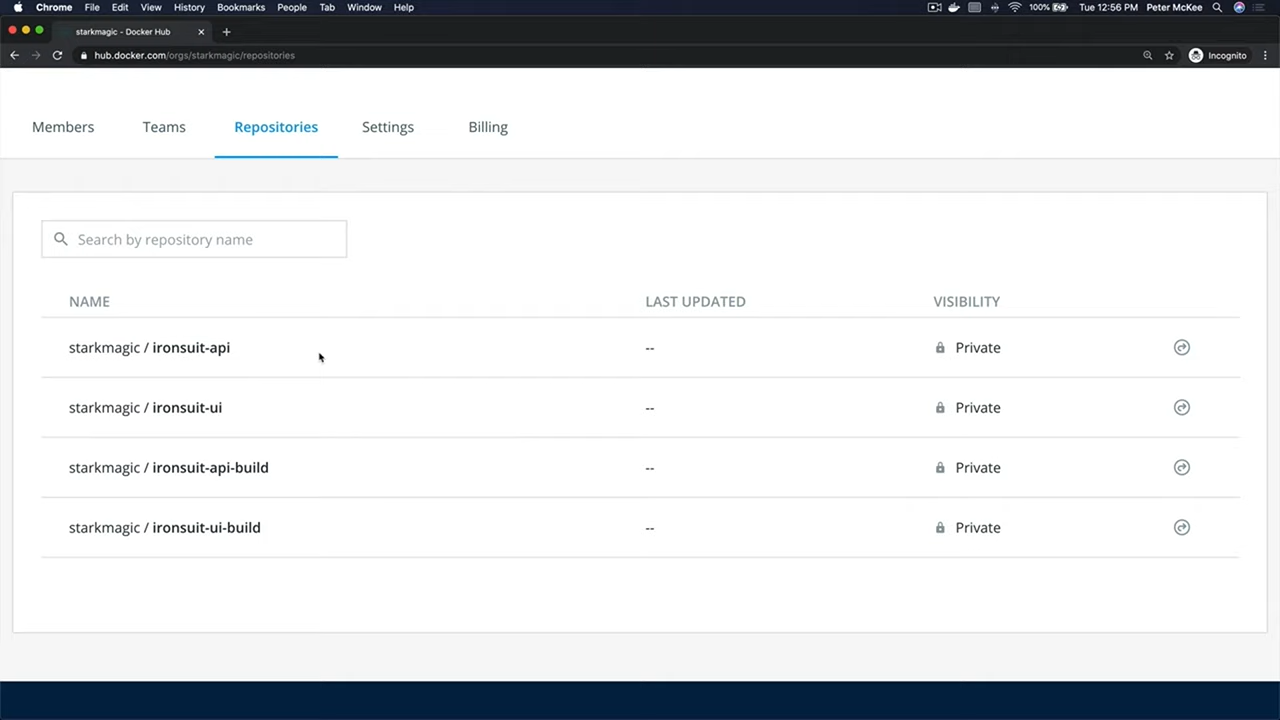 Chrome File Edit View History Bookmarks People Tab Window Help 100% Tue 12:56 PM Peter McKee
starkmagic - Docker Hub
hub.docker.com/orgs/starkmagic/repositories Incognito
Members Teams Repositories Settings Billing
Search by repository name
NAME LAST UPDATED VISIBILITY
starkmagic / ironsuit-api -- Private
starkmagic / ironsuit-ui -- Private
starkmagic / ironsuit-api-build -- Private
starkmagic / ironsuit-ui-build -- Private